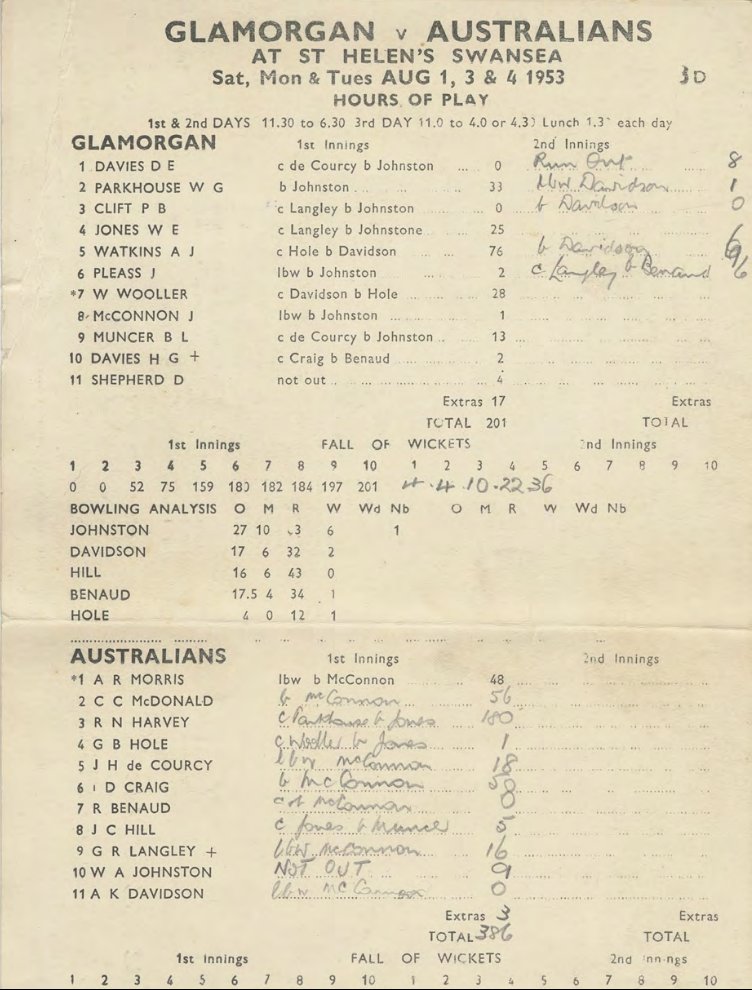 GLAMORGAN v AUSTRALIANS
AT ST HELEN'S SWANSEA
Sat, Mon & Tues AUG 1, 3 & 4 1953
HOURS OF PLAY
1st & 2nd DAYS 11.30 to 6.30 3rd DAY 11.0 to 4.0 or 4.30 Lunch 1.3 each day
GLAMORGAN 1st Innings 2nd Innings
1 DAVIES D E c de Courcy b Johnston 0 Run Out 8
2 PARKHOUSE W G b Johnston 33 lbw Davidson 1
3 CLIFT P B c Langley b Johnston 0 b Davidson 0
4 JONES W E c Langley b Johnstone 25 6
5 WATKINS A J c Hole b Davidson 76 b Davidson
6 PLEASS J lbw b Johnston 2 c Langley b Benaud 6
*7 W WOOLLER c Davidson b Hole 28
8 McCONNON J lbw b Johnston 1
9 MUNCER B L c de Courcy b Johnston 13
10 DAVIES H G + c Craig b Benaud 2
11 SHEPHERD D not out 4
Extras 17 Extras
TOTAL 201 TOTAL
1st Innings FALL OF WICKETS 2nd Innings
1 2 3 4 5 6 7 8 9 10 1 2 3 4 5 6 7 8 9 10
0 0 52 75 159 180 182 184 197 201 4.4.10.22 36
BOWLING ANALYSIS O M R W Wd Nb O M R W Wd Nb
JOHNSTON 27 10 3 6 1
DAVIDSON 17 6 32 2
HILL 16 6 43 0
BENAUD 17.5 4 34 1
HOLE 4 0 12 1
AUSTRALIANS 1st Innings 2nd Innings
*1 A R MORRIS lbw b McConnon 48
2 C C McDONALD b McConnon 56
3 R N HARVEY c Parkhouse b Jones 180
4 G B HOLE c Wooller b Jones 1
5 J H de COURCY lbw McConnon 18
6 I D CRAIG b McConnon 50
7 R BENAUD c & b McConnon 0
8 J C HILL c Jones b Muncer 5
9 G R LANGLEY + lbw McConnon 16
10 W A JOHNSTON NOT OUT 9
11 A K DAVIDSON lbw McConnon 0
Extras 3 Extras
TOTAL 386 TOTAL
1st Innings FALL OF WICKETS 2nd Innings
1 2 3 4 5 6 7 8 9 10 1 2 3 4 5 6 7 8 9 10